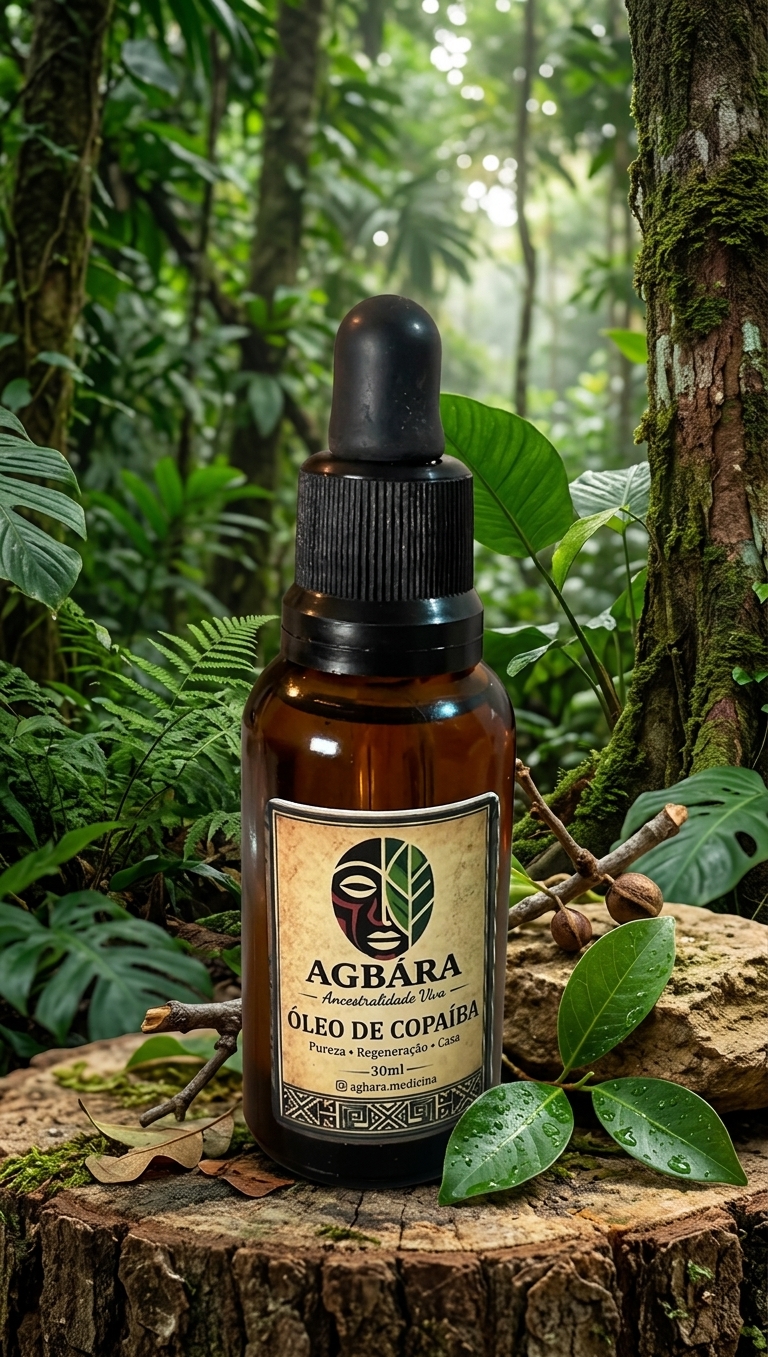 AGBÁRA
Ancestralidade Viva
ÓLEO DE COPAÍBA
Pureza • Regeneração • Casa
30ml
aghara.medicina